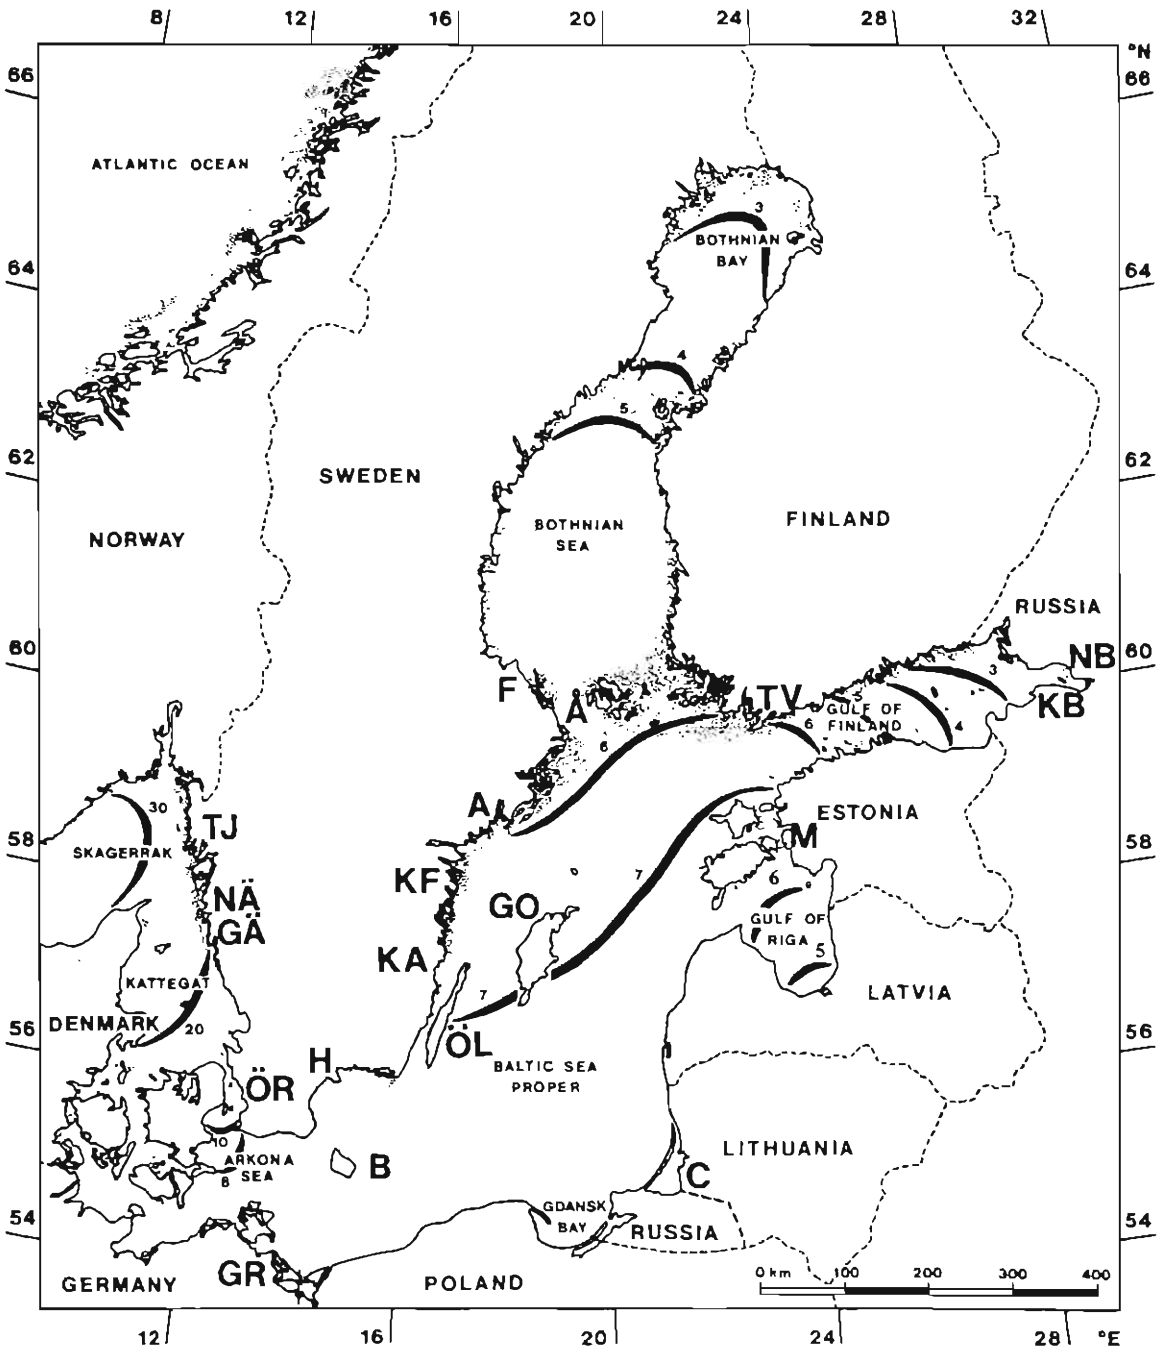 8 12 16 20 24 28 32
°N
66 66
ATLANTIC OCEAN
3
BOTHNIAN
BAY
64 64
4
5
62 62
SWEDEN
BOTHNIAN
SEA
FINLAND
NORWAY
RUSSIA
60 60
NB
3
F
Å
TV
KB
GULF OF
FINLAND
6
6
4
30
A
ESTONIA
58 58
TJ
SKAGERRAK
M
KF
7
6
NÄ
GO
GULF OF
RIGA
GÄ
KA
5
KATTEGAT
7
LATVIA
DENMARK
20
56 56
ÖL
H
BALTIC SEA
PROPER
ÖR
10
LITHUANIA
ARKONA
SEA
8
B
C
GDANSK
BAY
54 54
RUSSIA
GR
GERMANY
POLAND
0 km 100 200 300 400
12 16 20 24 28 °E